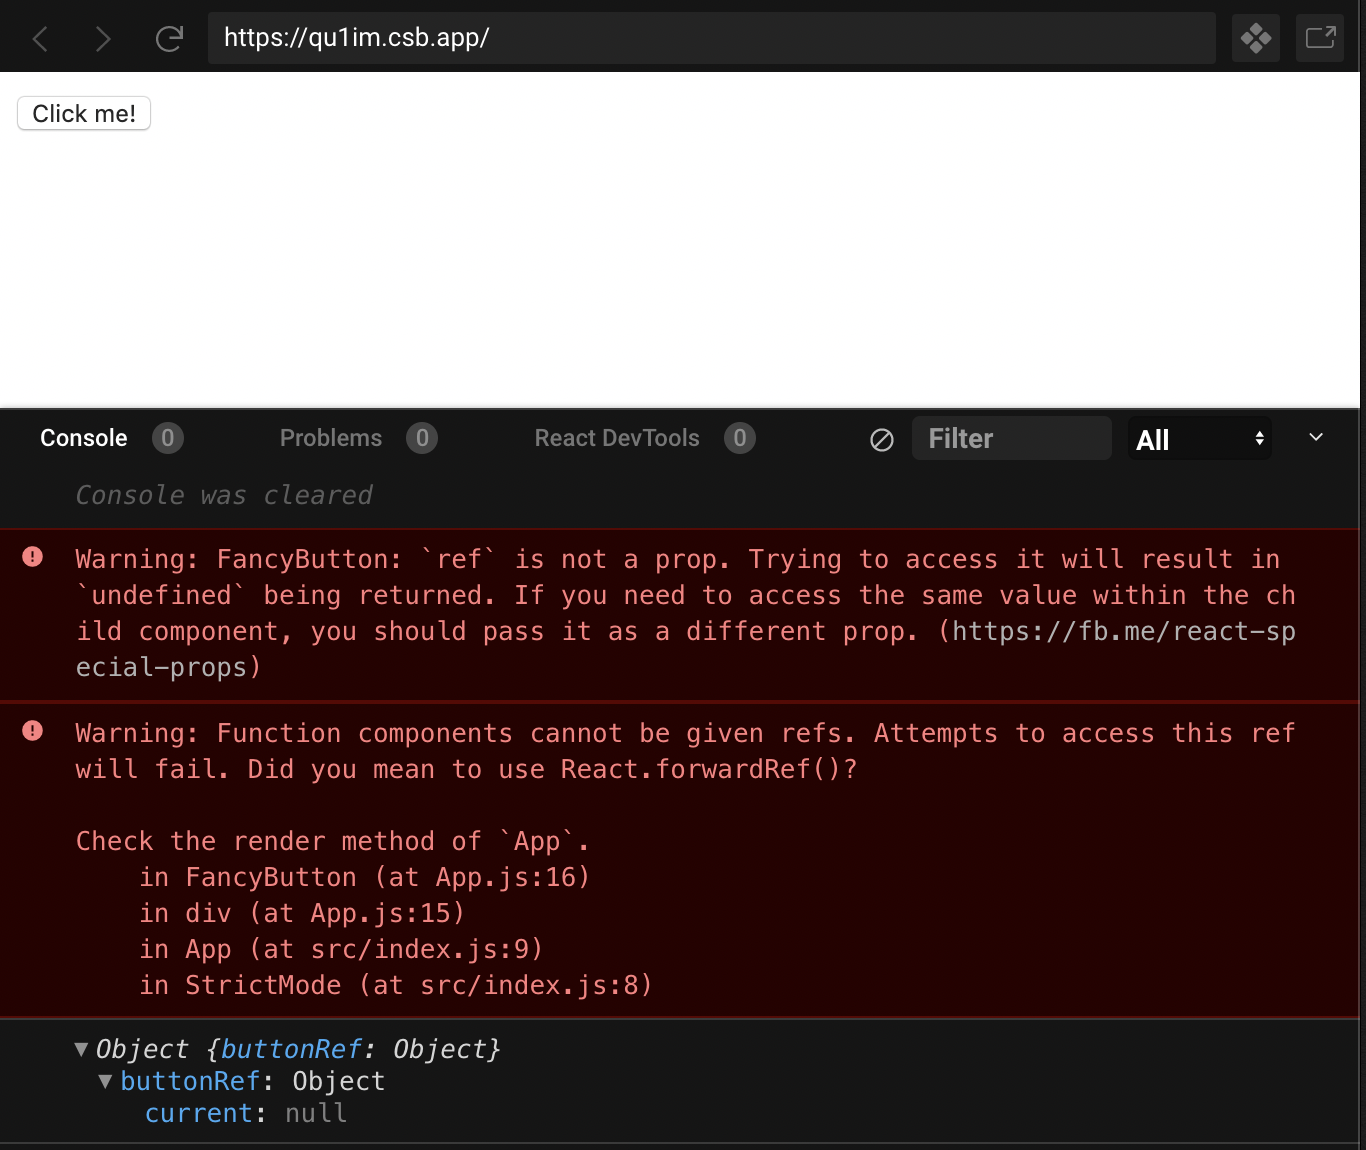 https://qu1im.csb.app/
Click me!
Console 0 Problems 0 React DevTools 0 Filter All
Console was cleared
Warning: FancyButton: `ref` is not a prop. Trying to access it will result in
`undefined` being returned. If you need to access the same value within the ch
ild component, you should pass it as a different prop. (https://fb.me/react-sp
ecial-props)
Warning: Function components cannot be given refs. Attempts to access this ref
will fail. Did you mean to use React.forwardRef()?
Check the render method of `App`.
in FancyButton (at App.js:16)
in div (at App.js:15)
in App (at src/index.js:9)
in StrictMode (at src/index.js:8)
Object {buttonRef: Object}
buttonRef: Object
current: null